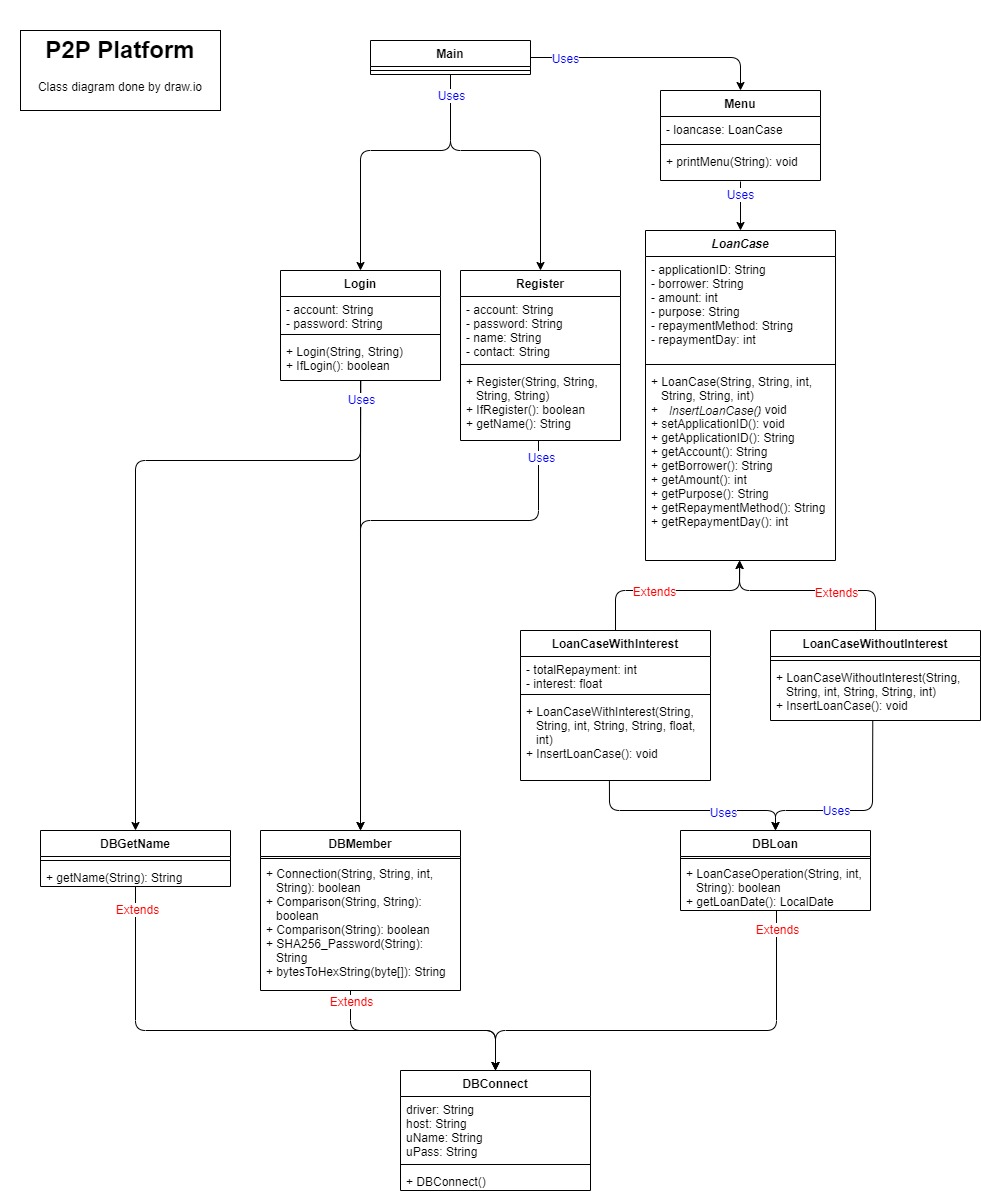 P2P Platform
Class diagram done by draw.io
Main
Uses
Uses
Menu
- loancase: LoanCase
+ printMenu(String): void
Uses
LoanCase
- applicationID: String
- borrower: String
- amount: int
- purpose: String
- repaymentMethod: String
- repaymentDay: int
+ LoanCase(String, String, int,
String, String, int)
+ InsertLoanCase() void
+ setApplicationID(): void
+ getApplicationID(): String
+ getAccount(): String
+ getBorrower(): String
+ getAmount(): int
+ getPurpose(): String
+ getRepaymentMethod(): String
+ getRepaymentDay(): int
Login
- account: String
- password: String
+ Login(String, String)
+ IfLogin(): boolean
Uses
Register
- account: String
- password: String
- name: String
- contact: String
+ Register(String, String,
String, String)
+ IfRegister(): boolean
+ getName(): String
Uses
Extends
Extends
LoanCaseWithInterest
- totalRepayment: int
- interest: float
+ LoanCaseWithInterest(String,
String, int, String, String, float,
int)
+ InsertLoanCase(): void
LoanCaseWithoutInterest
+ LoanCaseWithoutInterest(String,
String, int, String, String, int)
+ InsertLoanCase(): void
Uses
Uses
DBGetName
+ getName(String): String
Extends
DBMember
+ Connection(String, String, int,
String): boolean
+ Comparison(String, String):
boolean
+ Comparison(String): boolean
+ SHA256_Password(String):
String
+ bytesToHexString(byte[]): String
Extends
DBLoan
+ LoanCaseOperation(String, int,
String): boolean
+ getLoanDate(): LocalDate
Extends
DBConnect
driver: String
host: String
uName: String
uPass: String
+ DBConnect()